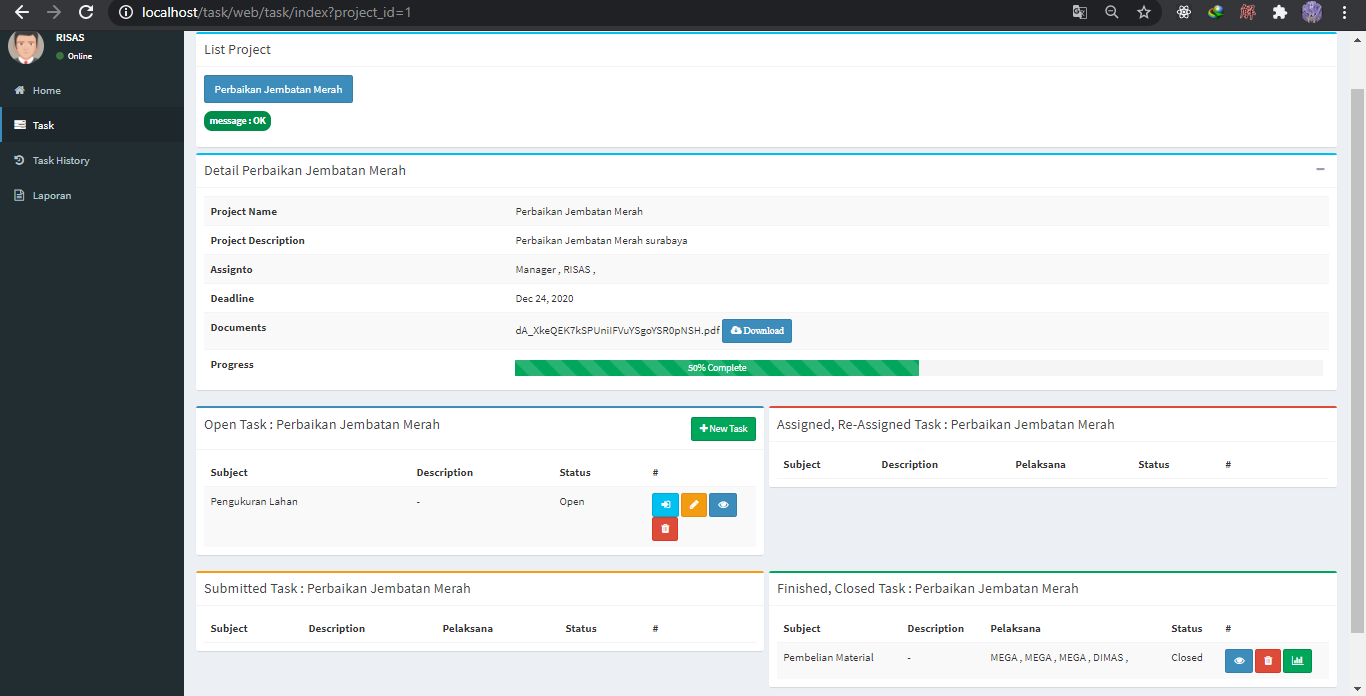 localhost/task/web/task/index?project_id=1
RISAS
Online
Home
Task
Task History
Laporan
List Project
Perbaikan Jembatan Merah
message : OK
Detail Perbaikan Jembatan Merah
Project Name Perbaikan Jembatan Merah
Project Description Perbaikan Jembatan Merah surabaya
Assignto Manager , RISAS ,
Deadline Dec 24, 2020
Documents dA_XkeQEK7kSPUniIFVuYSgoYSR0pNSH.pdf Download
Progress 50% Complete
Open Task : Perbaikan Jembatan Merah
+ New Task
Subject Description Status #
Pengukuran Lahan - Open
Assigned, Re-Assigned Task : Perbaikan Jembatan Merah
Subject Description Pelaksana Status #
Submitted Task : Perbaikan Jembatan Merah
Subject Description Pelaksana Status #
Finished, Closed Task : Perbaikan Jembatan Merah
Subject Description Pelaksana Status #
Pembelian Material - MEGA , MEGA , MEGA , DIMAS , Closed